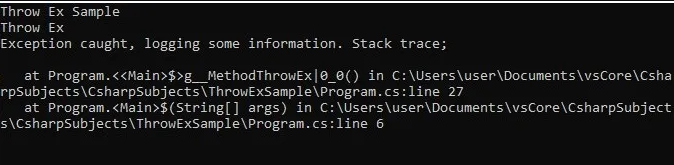 Throw Ex Sample
Throw Ex
Exception caught, logging some information. Stack trace;
   at Program.<<Main>$>g__MethodThrowEx|0_0() in C:\Users\user\Documents\vsCore\Csha
rpSubjects\CsharpSubjects\ThrowExSample\Program.cs:line 27
   at Program.<Main>$(String[] args) in C:\Users\user\Documents\vsCore\CsharpSubject
s\CsharpSubjects\ThrowExSample\Program.cs:line 6